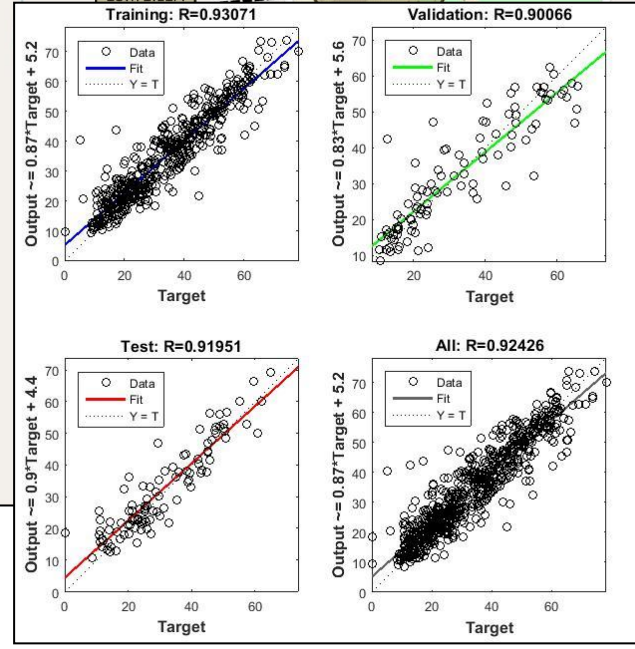 Training: R=0.93071
Output ~= 0.87*Target + 5.2
70
60
50
40
30
20
10
0
Data
Fit
Y = T
0
20
40
60
Target
Validation: R=0.90066
Output ~= 0.83*Target + 5.6
70
60
50
40
30
20
10
Data
Fit
Y = T
20
40
60
Target
Test: R=0.91951
Output ~= 0.9*Target + 4.4
70
60
50
40
30
20
10
0
Data
Fit
Y = T
0
20
40
60
Target
All: R=0.92426
Output ~= 0.87*Target + 5.2
70
60
50
40
30
20
10
0
Data
Fit
Y = T
0
20
40
60
Target